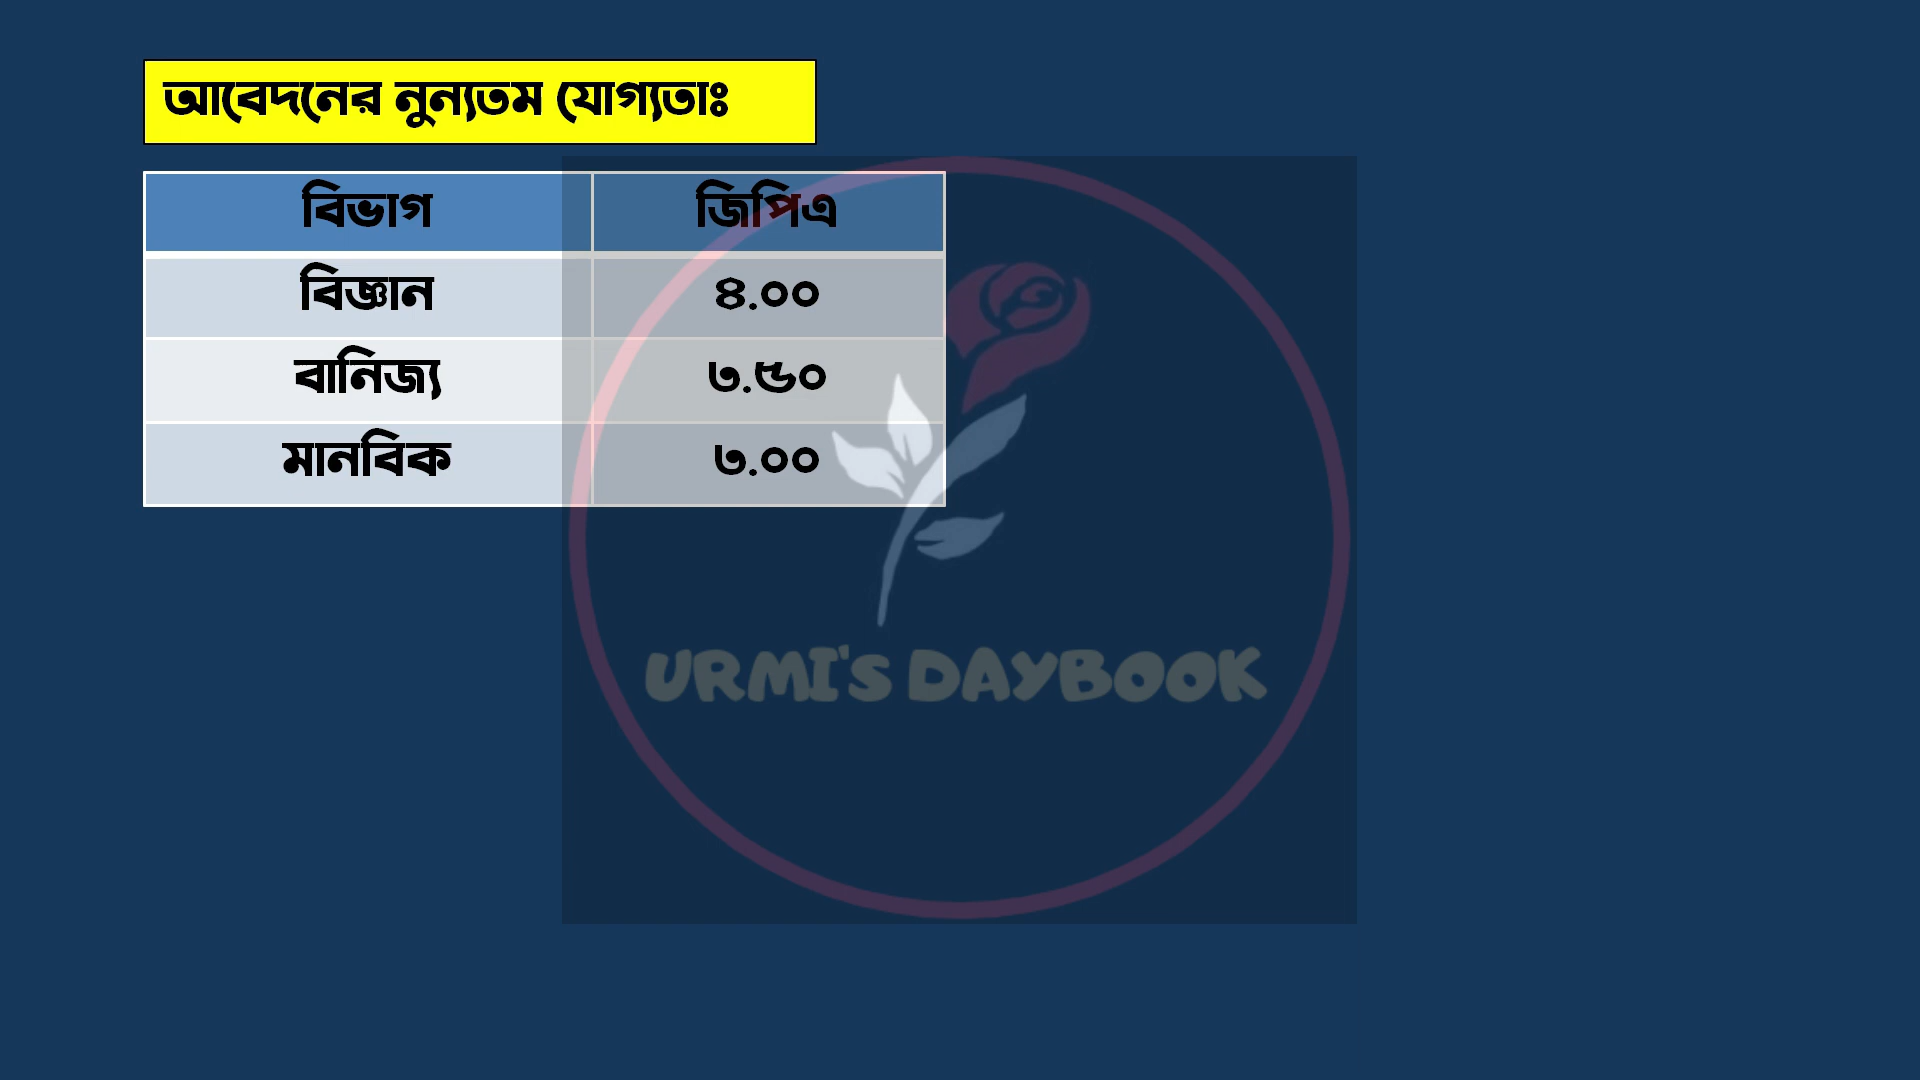 আবেদনের নুন্যতম যোগ্যতাঃ
বিভাগ জিপিএ
বিজ্ঞান ৪.০০
বানিজ্য ৩.৫০
মানবিক ৩.০০
URMI'S DAYBOOK